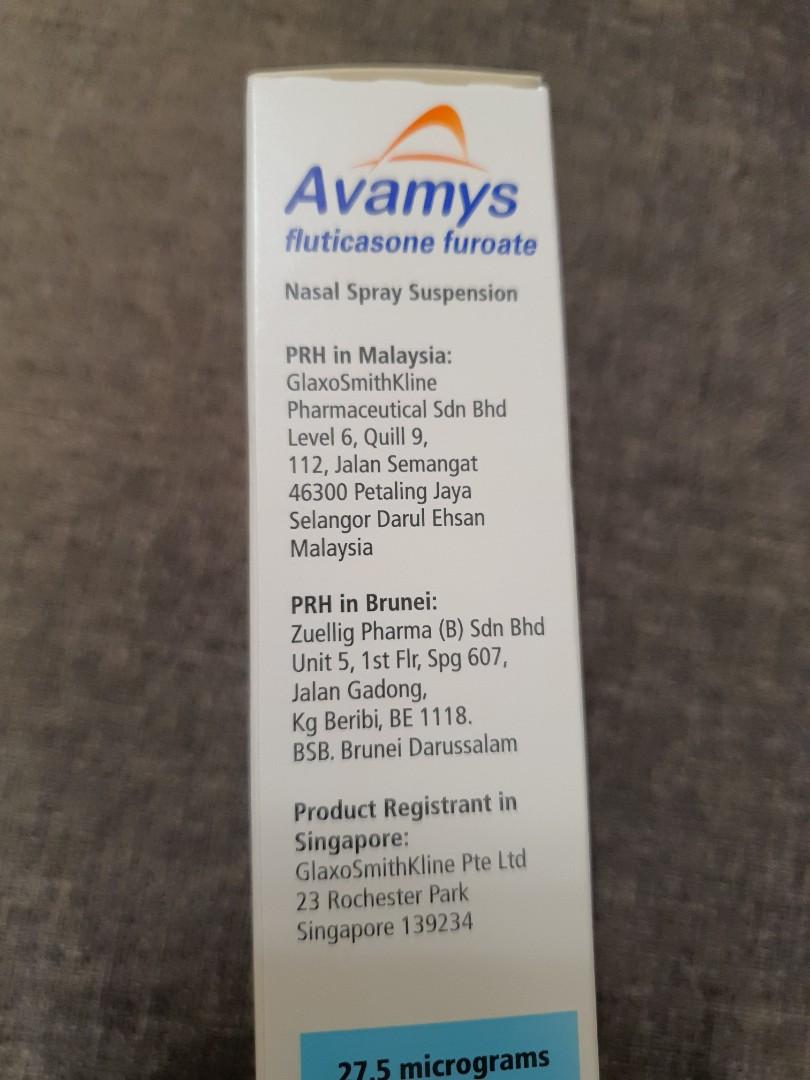 Avamys
fluticasone furoate
Nasal Spray Suspension
PRH in Malaysia:
GlaxoSmithKline
Pharmaceutical Sdn Bhd
Level 6, Quill 9,
112, Jalan Semangat
46300 Petaling Jaya
Selangor Darul Ehsan
Malaysia
PRH in Brunei:
Zuellig Pharma (B) Sdn Bhd
Unit 5, 1st Flr, Spg 607,
Jalan Gadong,
Kg Beribi, BE 1118.
BSB. Brunei Darussalam
Product Registrant in
Singapore:
GlaxoSmithKline Pte Ltd
23 Rochester Park
Singapore 139234
27.5 micrograms